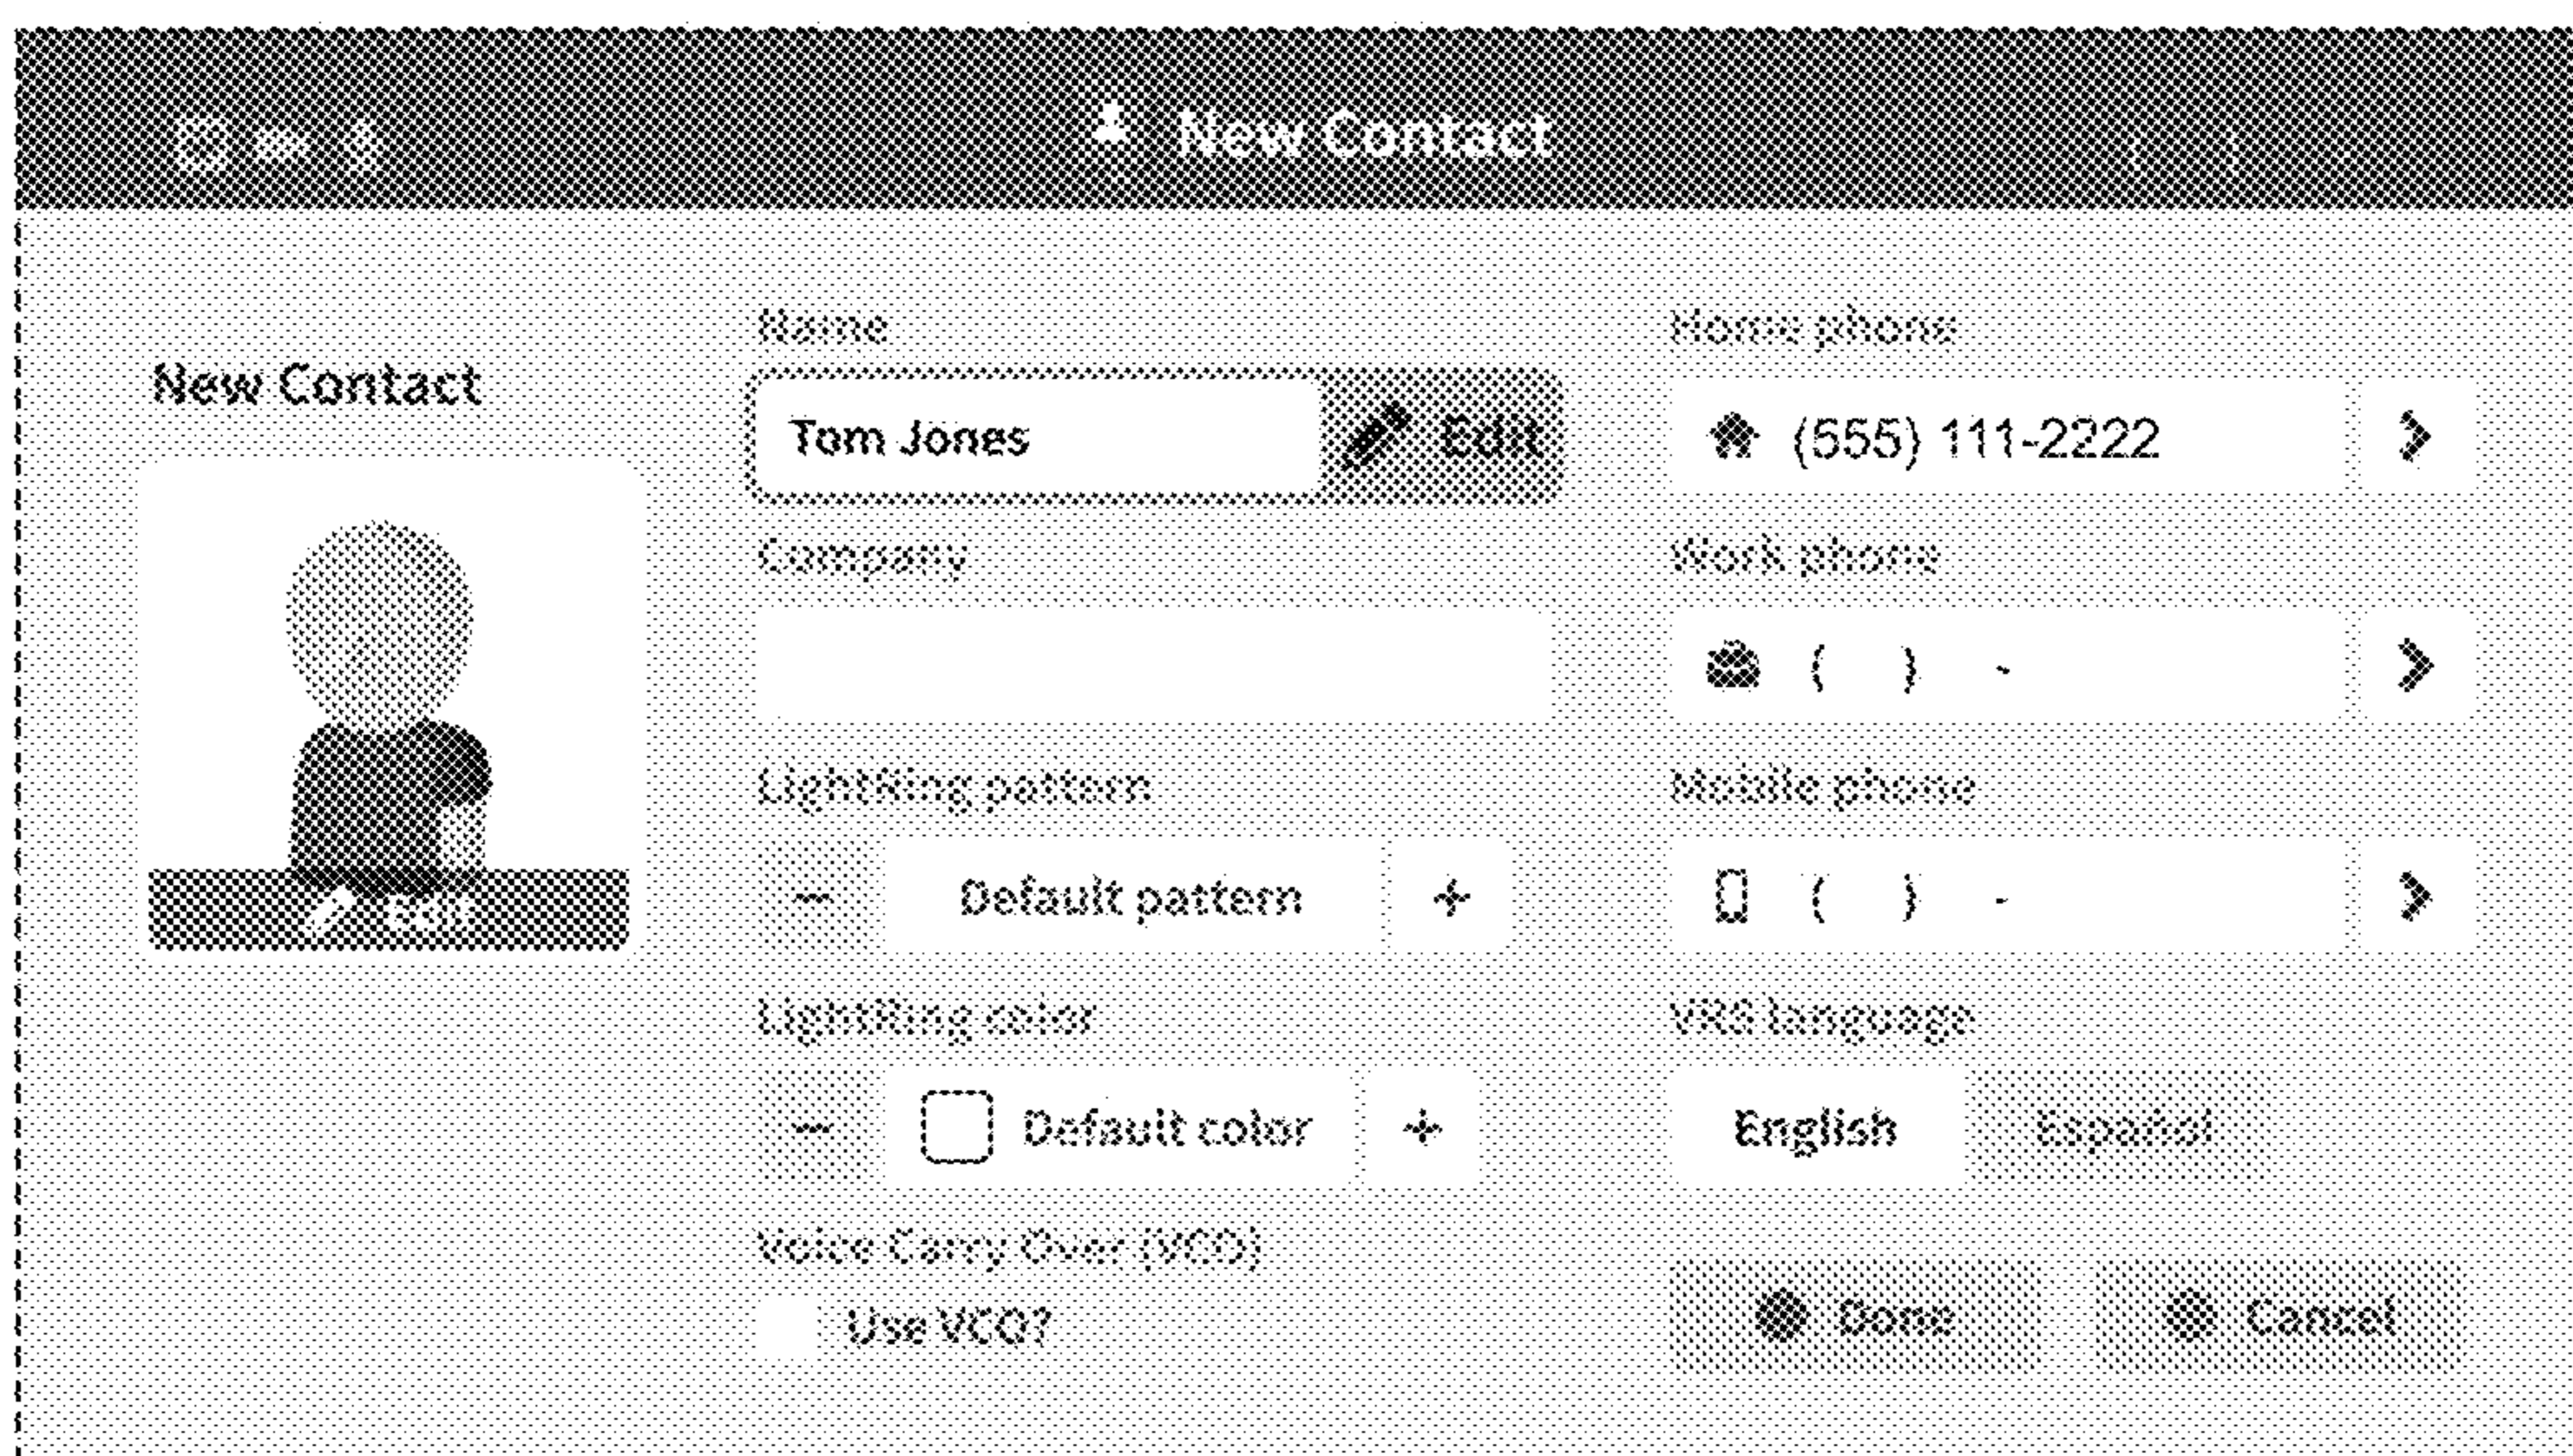 New Contact
New Contact
Edit
Name
Tom Jones Edit
Company
LightRing pattern
− Default pattern +
LightRing color
− Default color +
Voice Carry Over (VCO)
Use VCO?
Home phone
(555) 111-2222 >
Work phone
( ) - >
Mobile phone
( ) - >
VRS language
English Español
Done Cancel